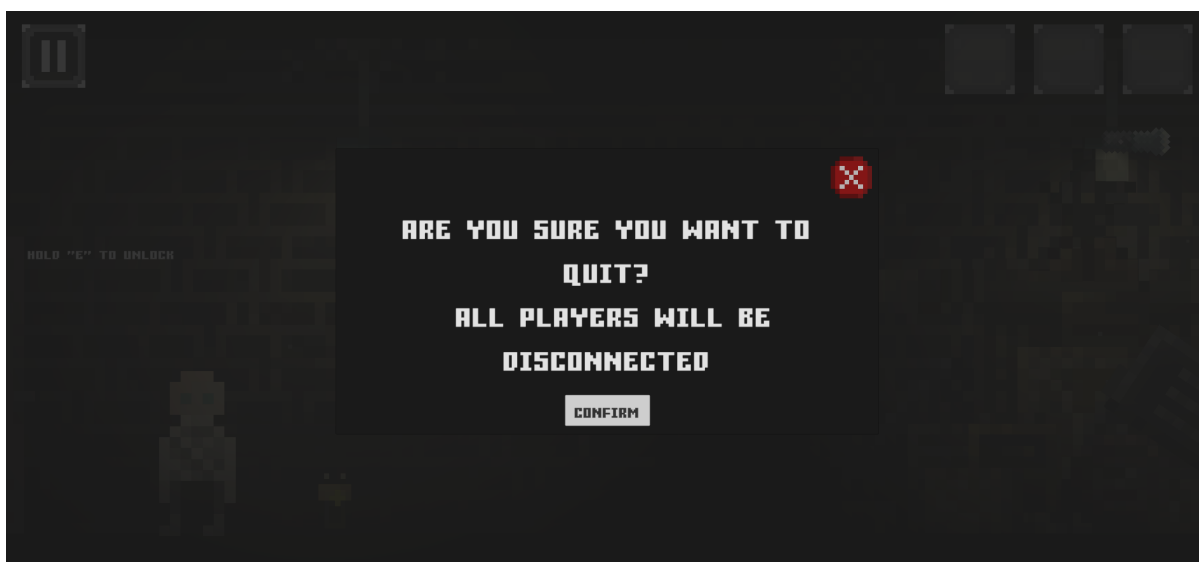 HOLD "E" TO UNLOCK
ARE YOU SURE YOU WANT TO
QUIT?
ALL PLAYERS WILL BE
DISCONNECTED
CONFIRM